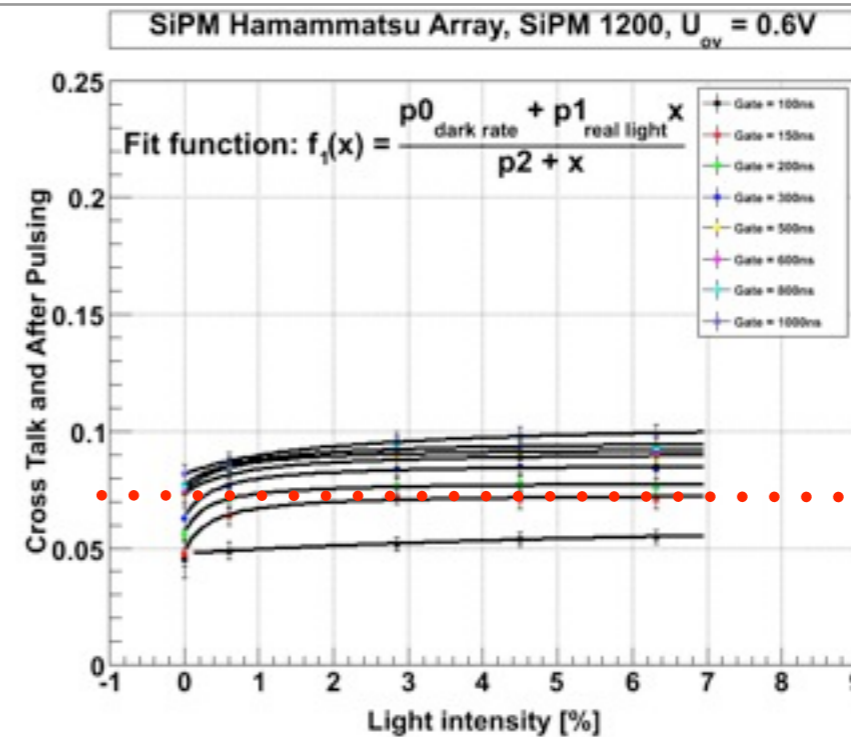 SiPM Hamammatsu Array, SiPM 1200, U_ov = 0.6V
Fit function: f_1(x) = (p0_dark rate + p1_real light x) / (p2 + x)
Gate = 100ns
Gate = 150ns
Gate = 200ns
Gate = 300ns
Gate = 500ns
Gate = 600ns
Gate = 800ns
Gate = 1000ns
Cross Talk and After Pulsing
0.25
0.2
0.15
0.1
0.05
0
-1 0 1 2 3 4 5 6 7 8
Light intensity [%]